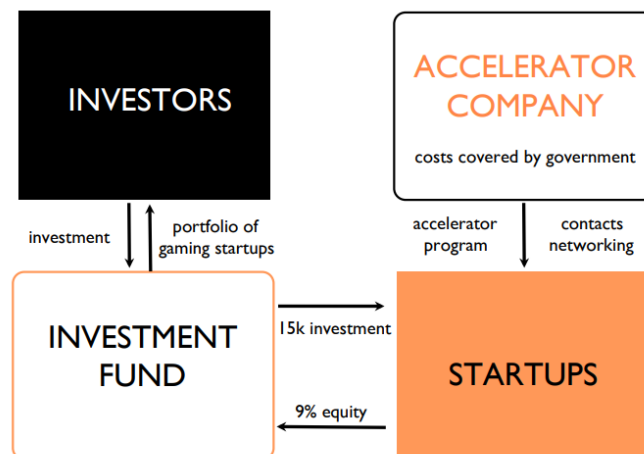 INVESTORS
ACCELERATOR
COMPANY
costs covered by government
investment
portfolio of
gaming startups
accelerator
program
contacts
networking
INVESTMENT
FUND
15k investment
9% equity
STARTUPS